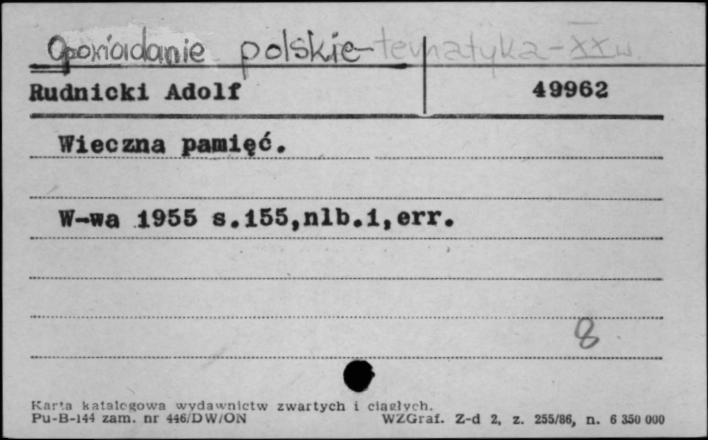 Opowiadanie polskie - tematyka - XX w
Rudnicki Adolf 49962
Wieczna pamięć.
W-wa 1955 s.155,nlb.1,err.
8
Karta katalogowa wydawnictw zwartych i ciągłych.
Pu-B-144 zam. nr 446/DW/ON WZGraf. Z-d 2, z. 255/86, n. 6 350 000